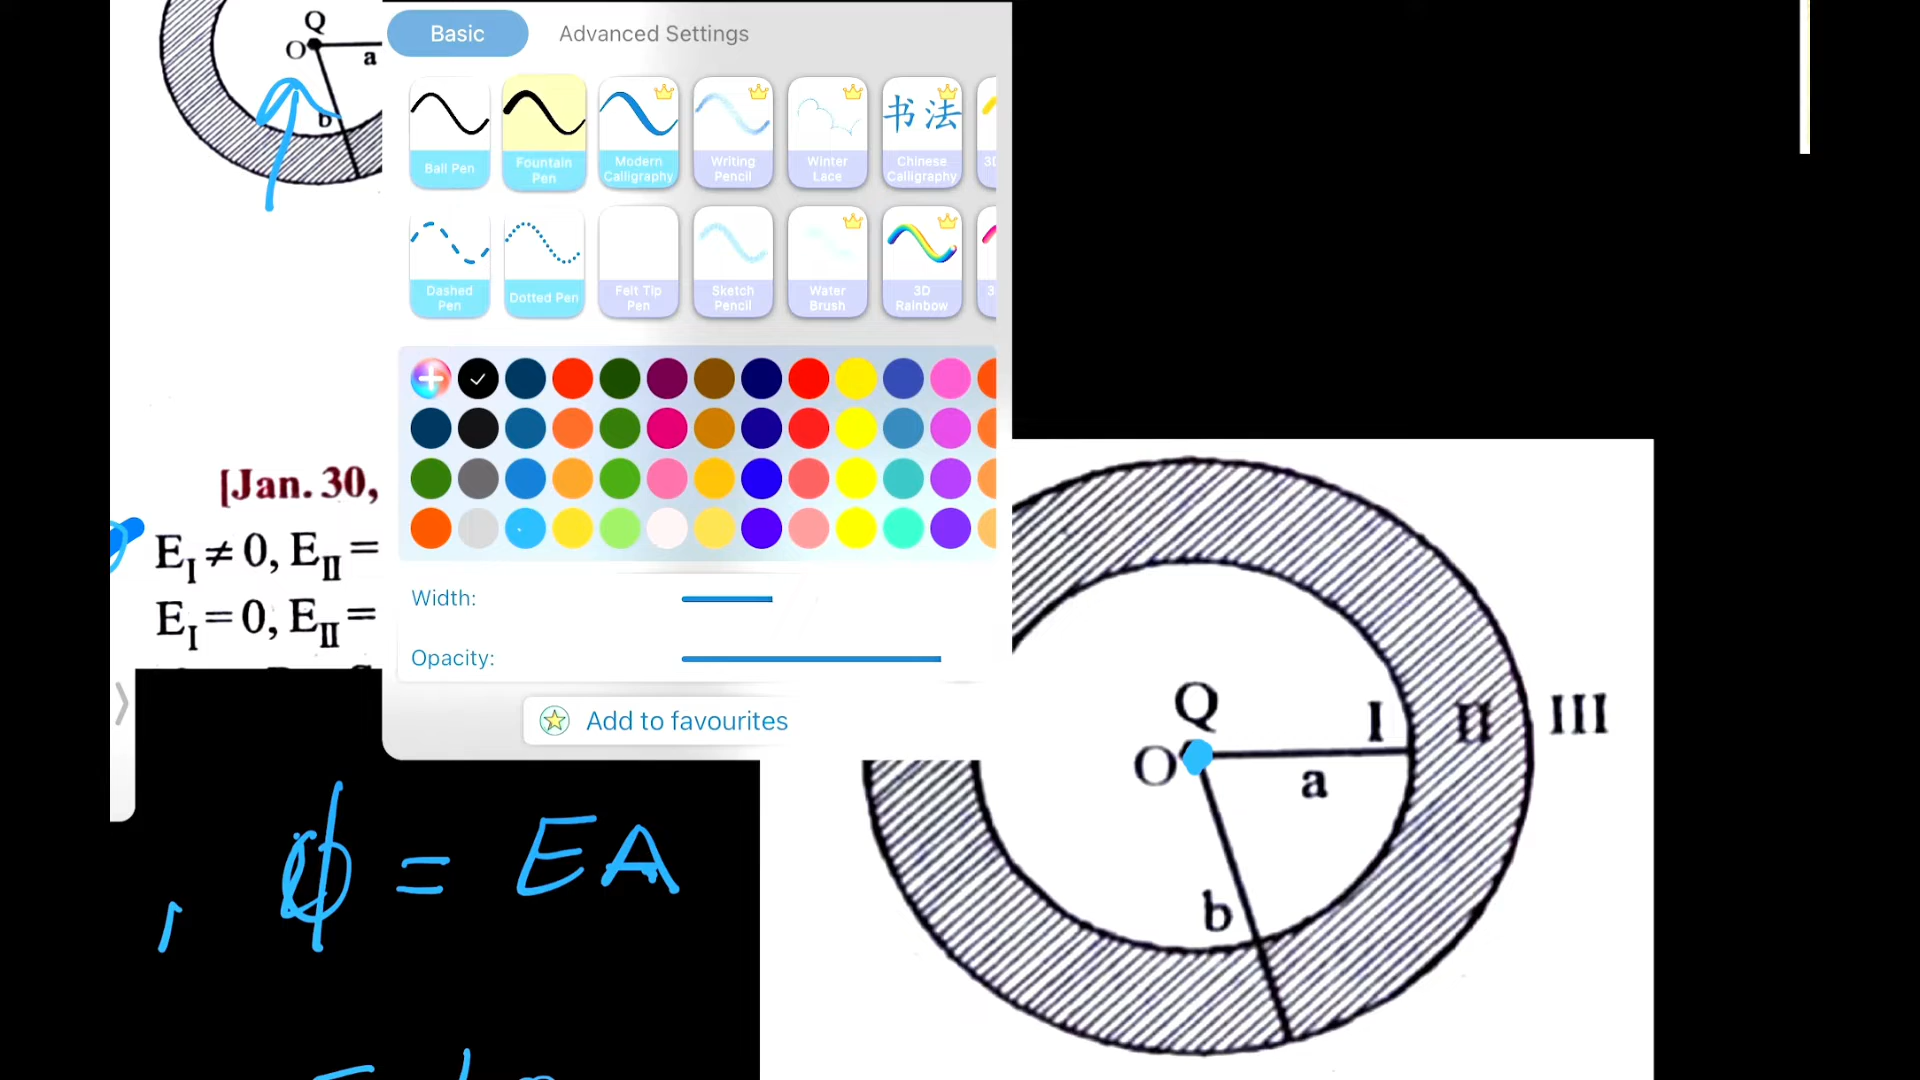 Q
O a
b
Basic Advanced Settings
Ball Pen
Fountain Pen
Modern Calligraphy
Writing Pencil
Winter Lace
书法
Chinese Calligraphy
3D
Dashed Pen
Dotted Pen
Felt Tip Pen
Sketch Pencil
Water Brush
3D Rainbow
3
[Jan. 30,
E_I ≠ 0, E_II =
E_I = 0, E_II =
Width:
Opacity:
Add to favourites
Q
O a I II III
b
, ϕ = EA